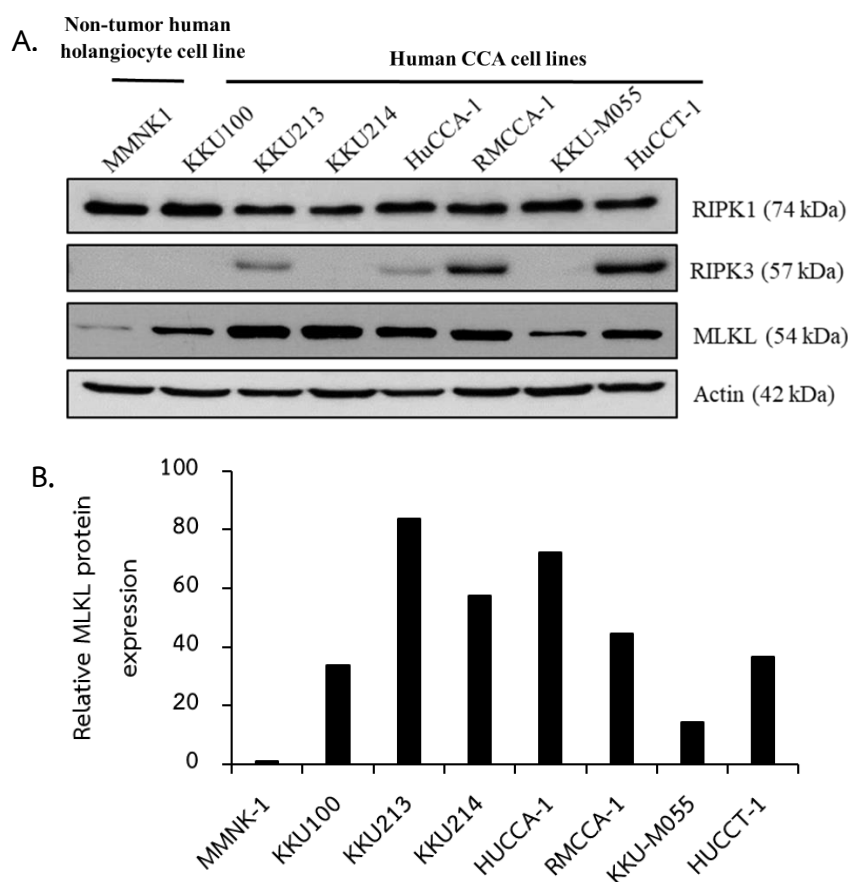 A.
Non-tumor human
holangiocyte cell line
Human CCA cell lines
MMNK1
KKU100
KKU213
KKU214
HuCCA-1
RMCCA-1
KKU-M055
HuCCT-1
RIPK1 (74 kDa)
RIPK3 (57 kDa)
MLKL (54 kDa)
Actin (42 kDa)
B.
Relative MLKL protein
expression
100
80
60
40
20
0
MMNK-1
KKU100
KKU213
KKU214
HUCCA-1
RMCCA-1
KKU-M055
HUCCT-1